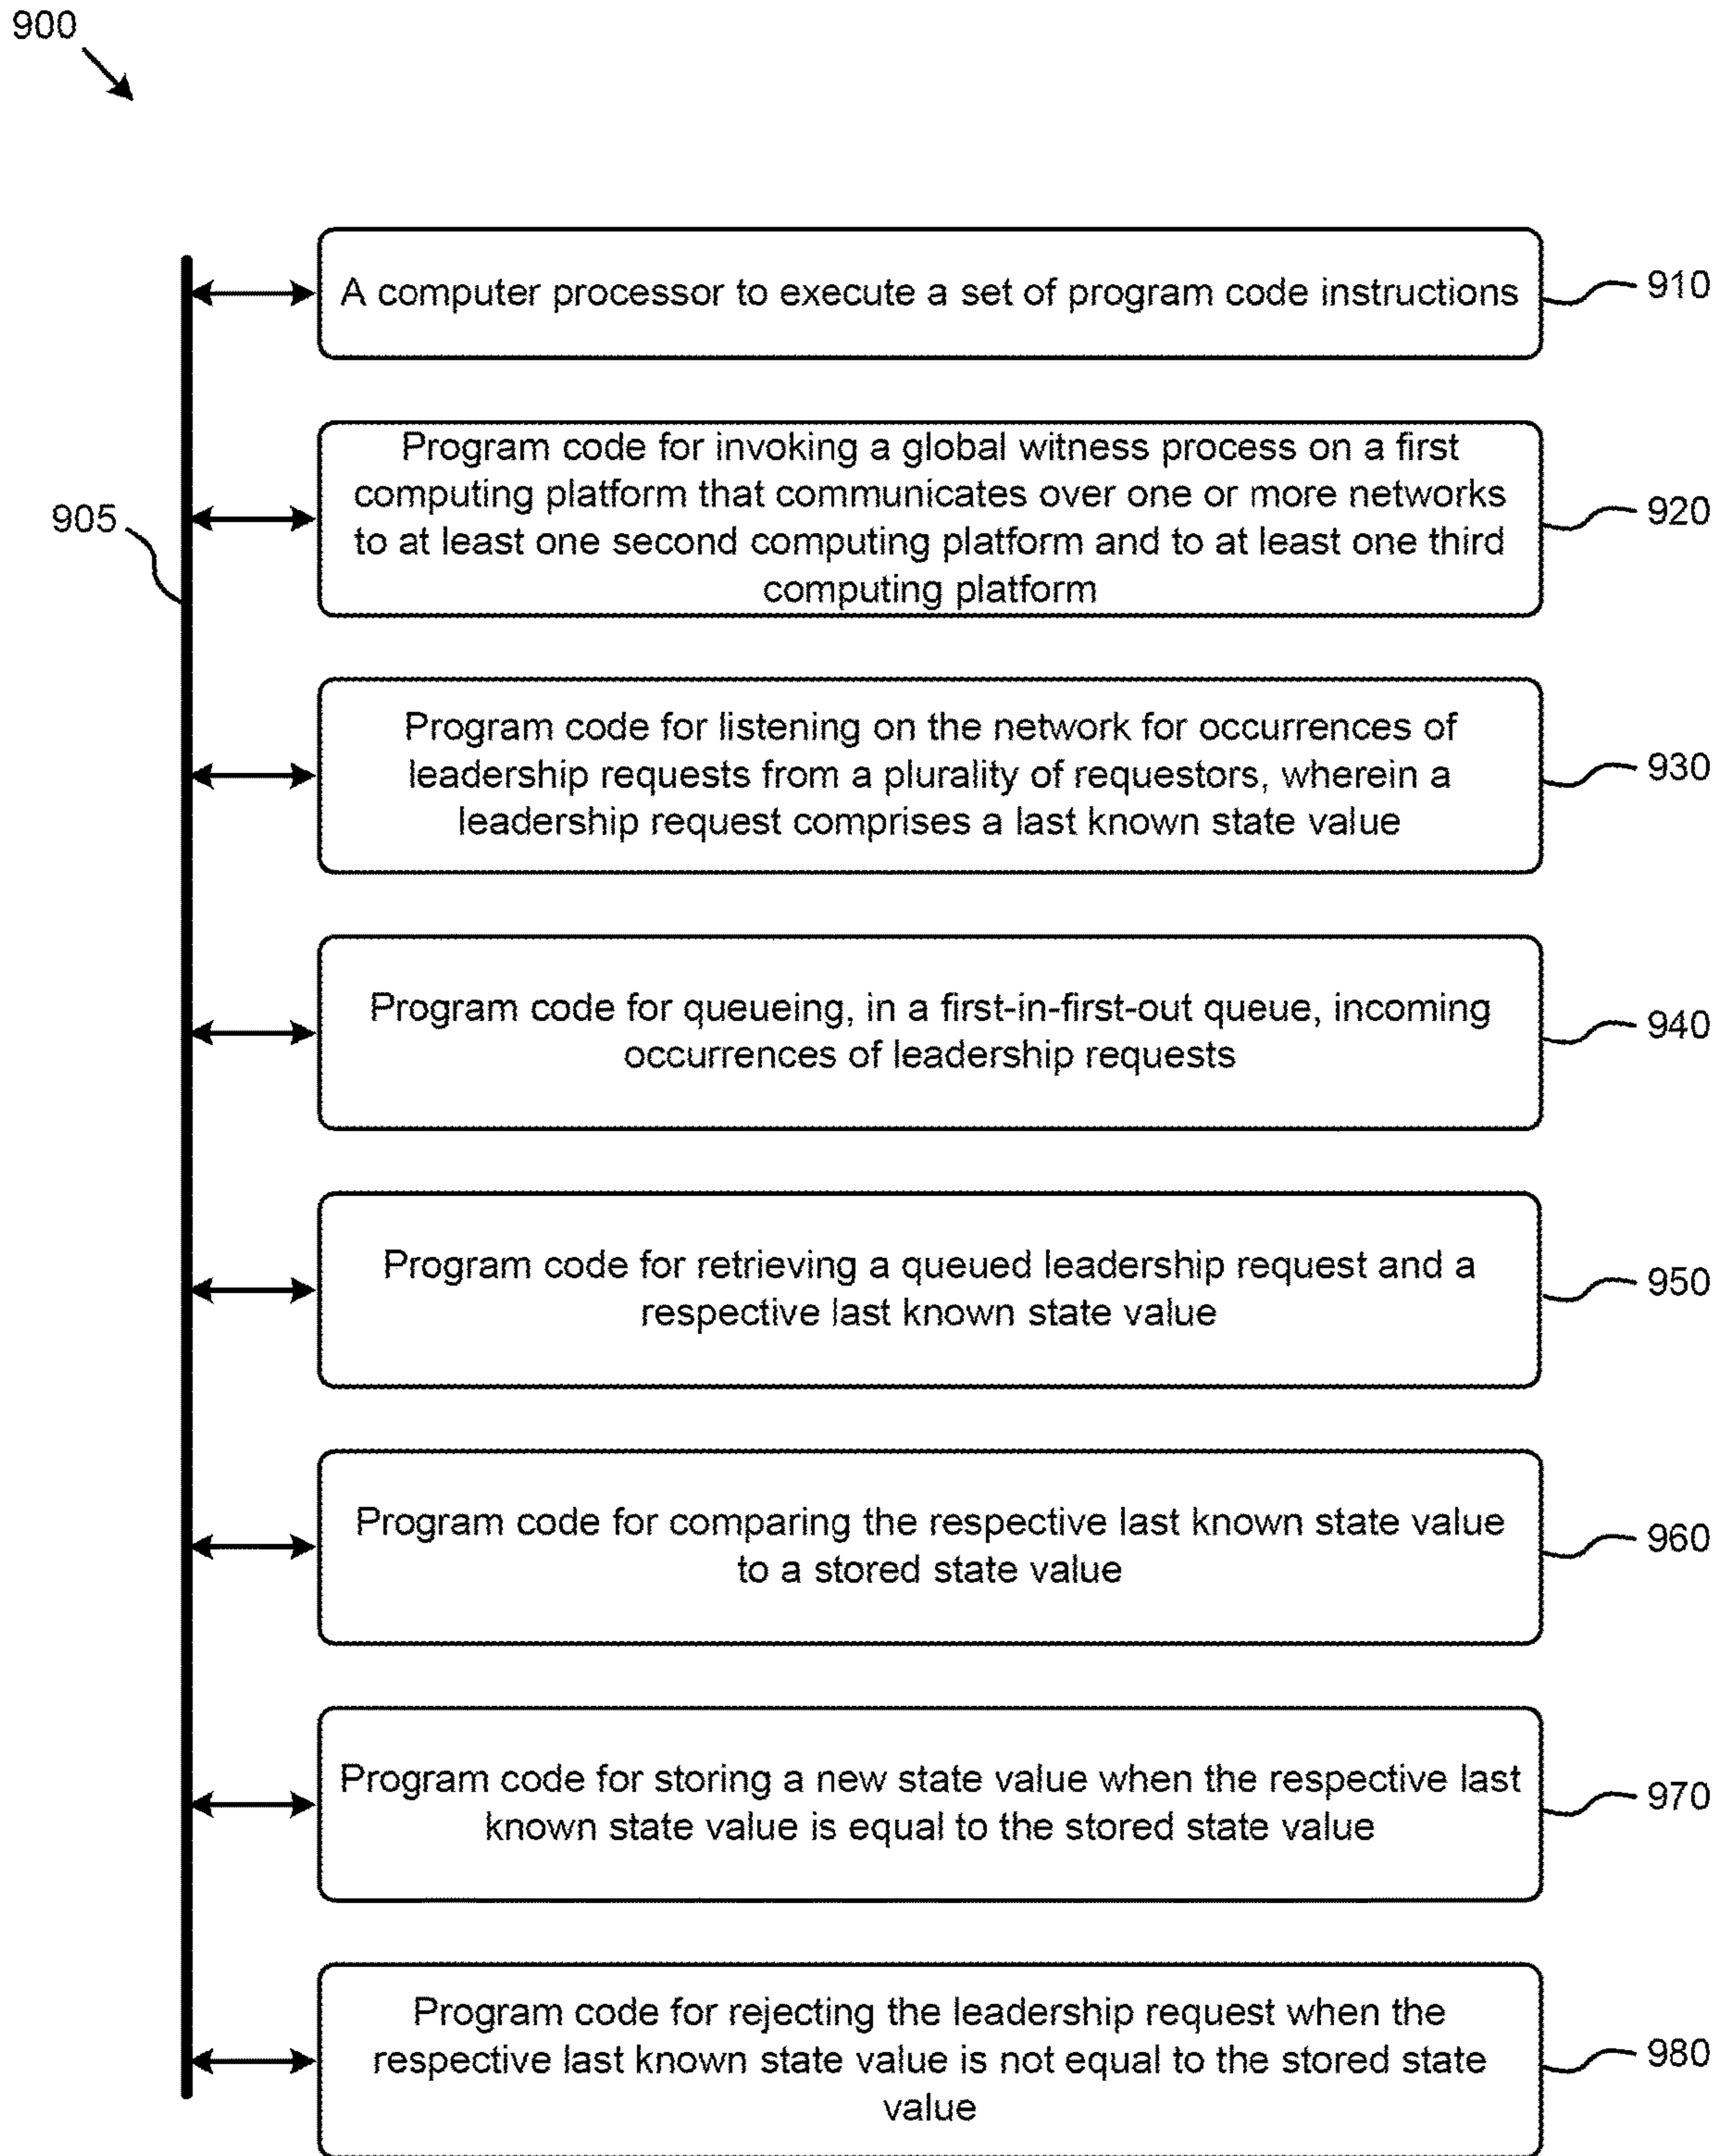 900
A computer processor to execute a set of program code instructions
910
Program code for invoking a global witness process on a first
computing platform that communicates over one or more networks
to at least one second computing platform and to at least one third
computing platform
905
920
Program code for listening on the network for occurrences of
leadership requests from a plurality of requestors, wherein a
leadership request comprises a last known state value
930
Program code for queueing, in a first-in-first-out queue, incoming
occurrences of leadership requests
940
Program code for retrieving a queued leadership request and a
respective last known state value
950
Program code for comparing the respective last known state value
to a stored state value
960
Program code for storing a new state value when the respective last
known state value is equal to the stored state value
970
Program code for rejecting the leadership request when the
respective last known state value is not equal to the stored state
value
980